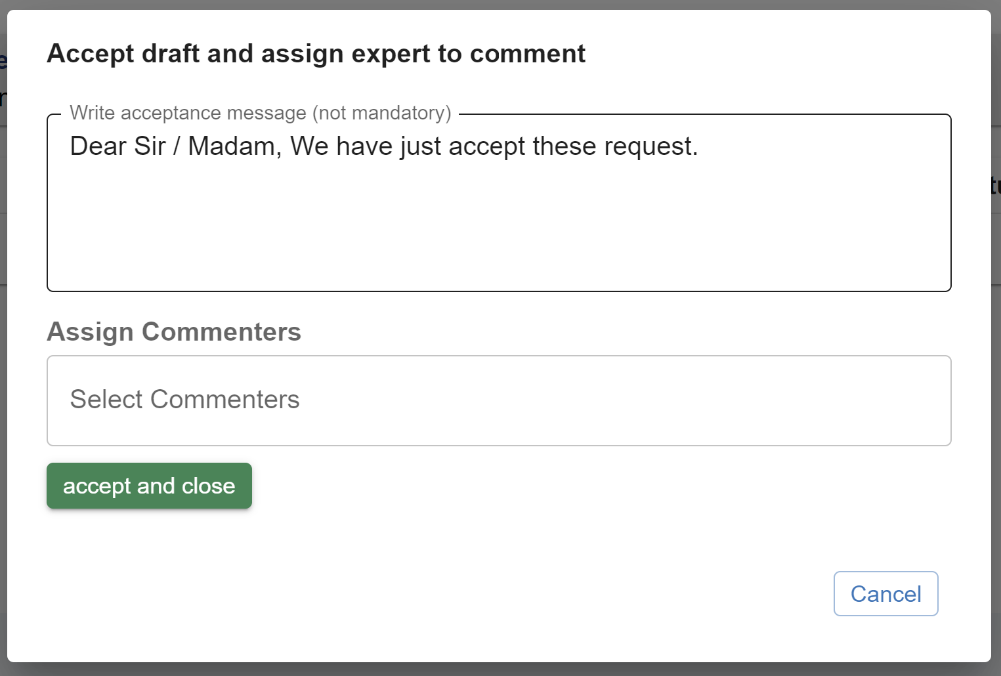 Accept draft and assign expert to comment
Write acceptance message (not mandatory)
Dear Sir / Madam, We have just accept these request.
Assign Commenters
Select Commenters
accept and close
Cancel